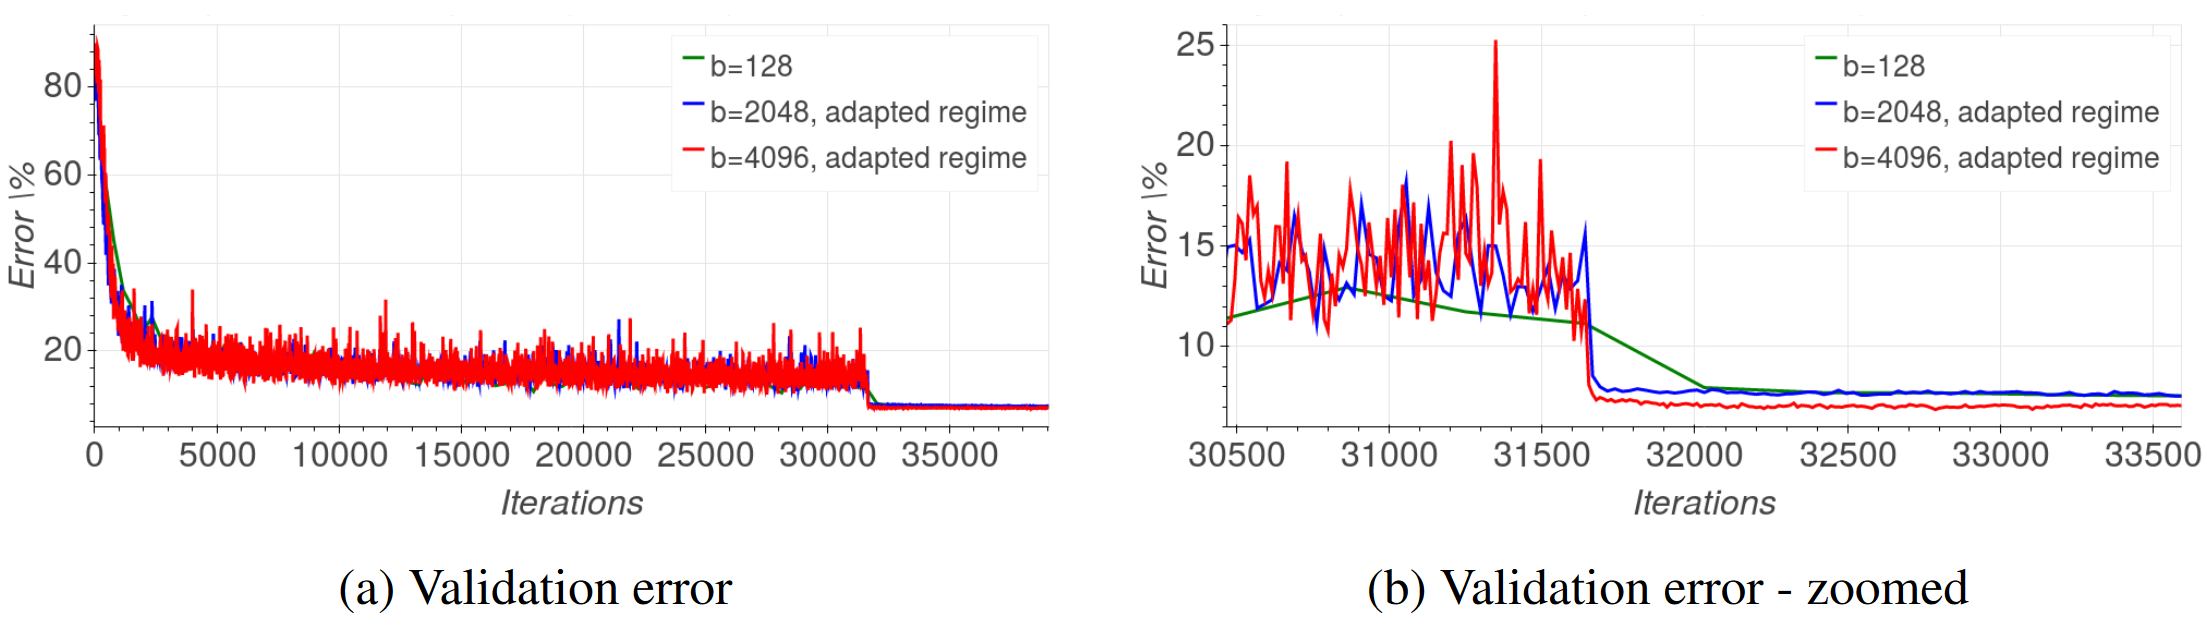 b=128
b=2048, adapted regime
b=4096, adapted regime
Error \%
80
60
40
20
0 5000 10000 15000 20000 25000 30000 35000
Iterations
(a) Validation error
b=128
b=2048, adapted regime
b=4096, adapted regime
Error \%
25
20
15
10
30500 31000 31500 32000 32500 33000 33500
Iterations
(b) Validation error - zoomed